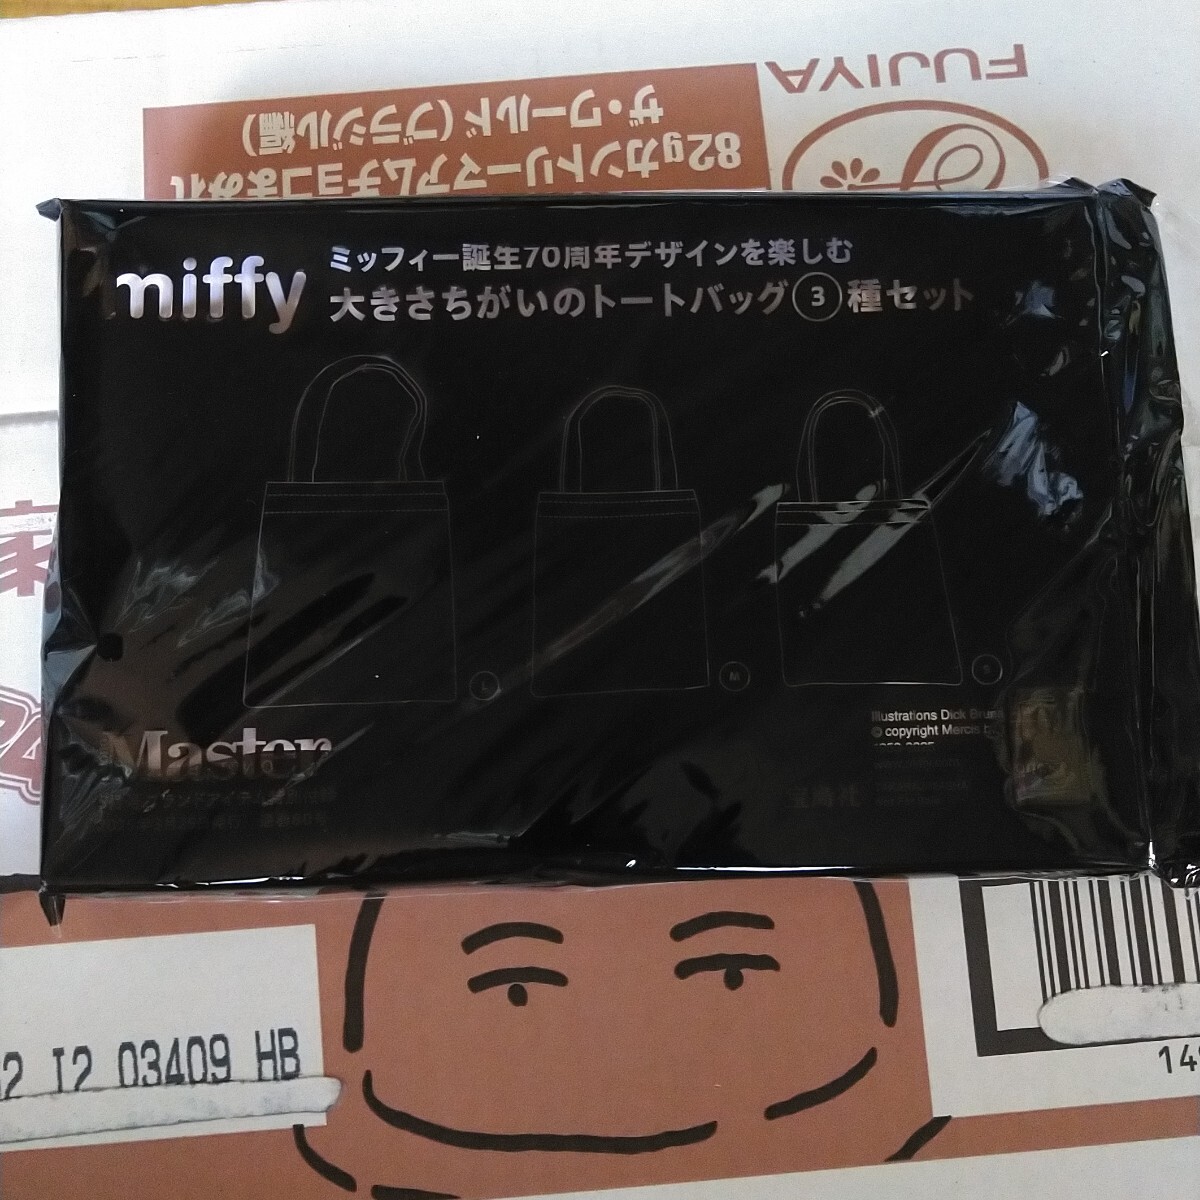 FUJIYA
82gカントリーマアムチョコまみれ
ザ・ワールド(ブラジル編)
miffy
ミッフィー誕生70周年デザインを楽しむ
大きさちがいのトートバッグ③種セット
L
M
S
Master
Illustrations Dick Bruna
© copyright Mercis bv,
宝島社
I2 03409 HB